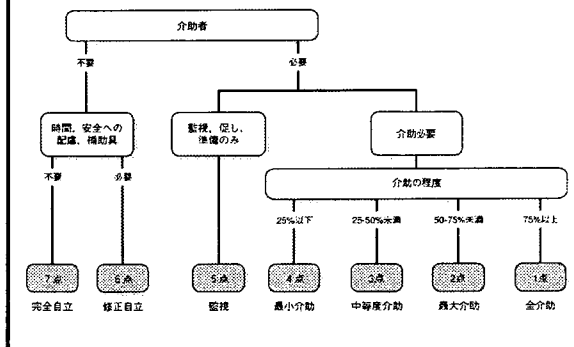 介助者
不要
必要
時間、安全への
配慮、補助具
監視、促し、
準備のみ
介助必要
不要
必要
介助の程度
25%以下
25-50%未満
50-75%未満
75%以上
7点
6点
5点
4点
3点
2点
1点
完全自立
修正自立
監視
最小介助
中等度介助
最大介助
全介助